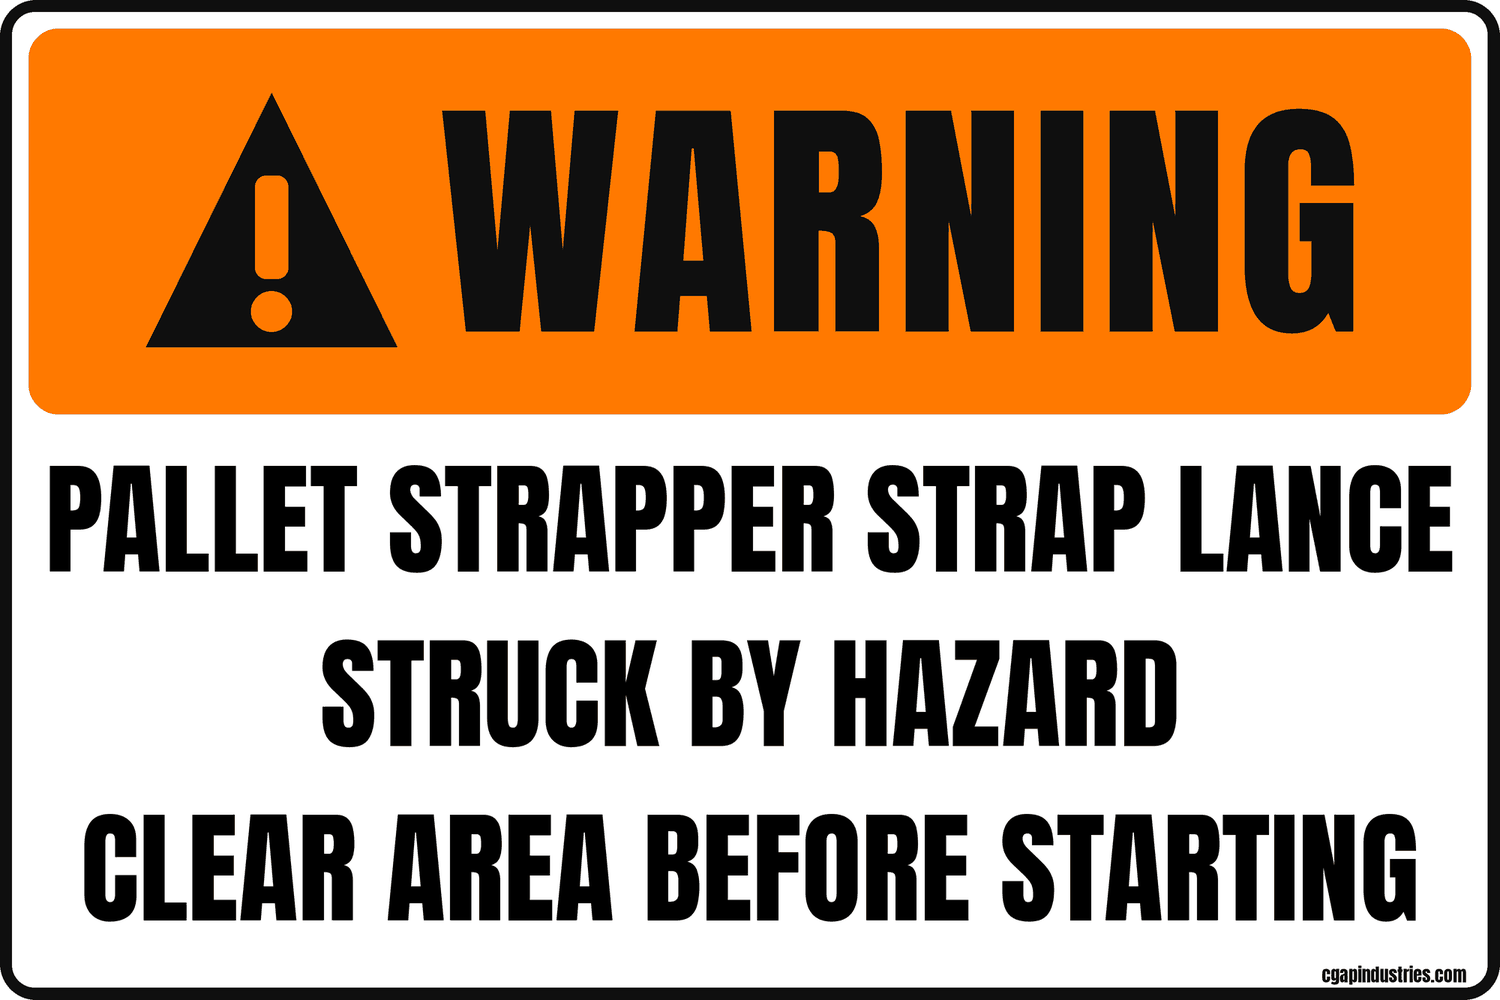 WARNING
PALLET STRAPPER STRAP LANCE
STRUCK BY HAZARD
CLEAR AREA BEFORE STARTING
cgapindustries.com